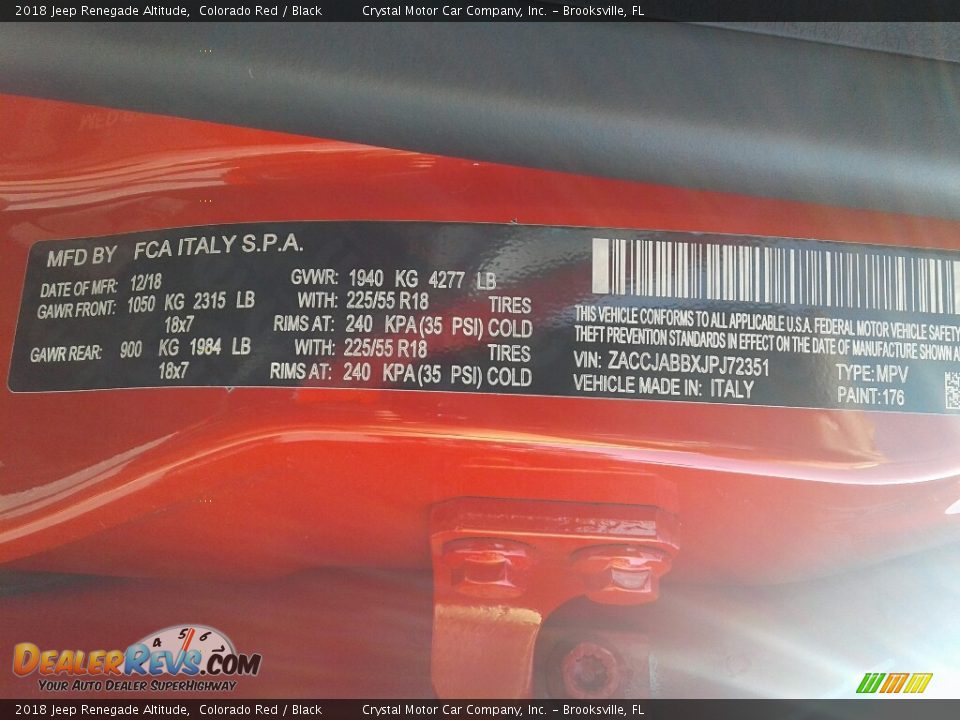 2018 Jeep Renegade Altitude, Colorado Red / Black Crystal Motor Car Company, Inc. - Brooksville, FL
MFD BY FCA ITALY S.P.A.
DATE OF MFR: 12/18 GVWR: 1940 KG 4277 LB
GAWR FRONT: 1050 KG 2315 LB WITH: 225/55 R18 TIRES
18x7 RIMS AT: 240 KPA (35 PSI) COLD
GAWR REAR: 900 KG 1984 LB WITH: 225/55 R18 TIRES
18x7 RIMS AT: 240 KPA (35 PSI) COLD
THIS VEHICLE CONFORMS TO ALL APPLICABLE U.S.A. FEDERAL MOTOR VEHICLE SAFETY
THEFT PREVENTION STANDARDS IN EFFECT ON THE DATE OF MANUFACTURE SHOWN
VIN: ZACCJABBXJPJ72351 TYPE: MPV
VEHICLE MADE IN: ITALY PAINT: 176
4 5 6
DEALERREVS.COM
YOUR AUTO DEALER SUPERHIGHWAY
2018 Jeep Renegade Altitude, Colorado Red / Black Crystal Motor Car Company, Inc. - Brooksville, FL